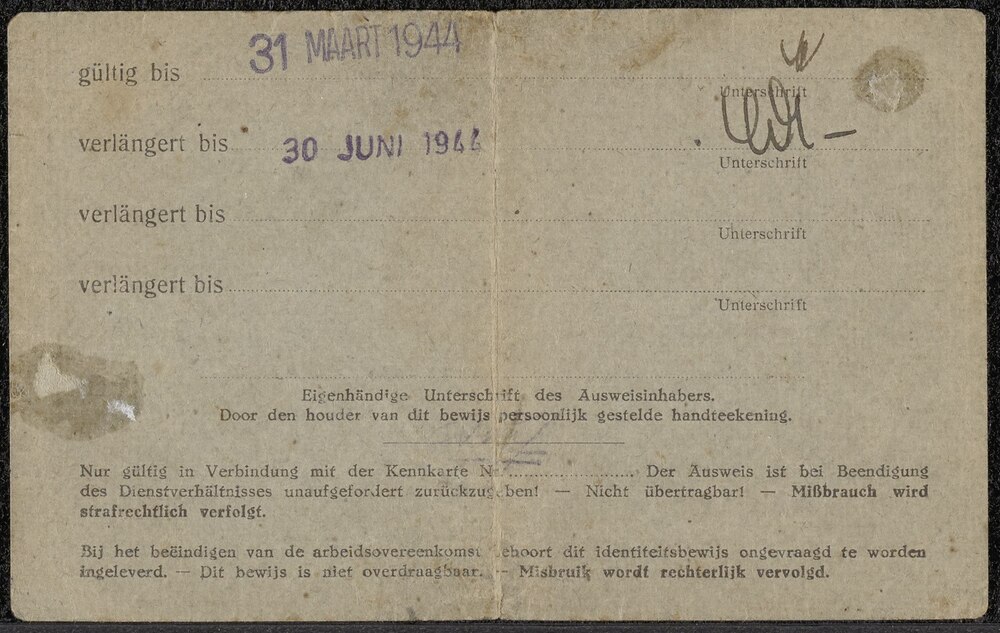 gültig bis 31 MAART 1944
Unterschrift
verlängert bis 30 JUNI 1944
Unterschrift
verlängert bis
Unterschrift
verlängert bis
Unterschrift
Eigenhändige Unterschrift des Ausweisinhabers.
Door den houder van dit bewijs persoonlijk gestelde handteekening.
Nur gültig in Verbindung mit der Kennkarte N Der Ausweis ist bei Beendigung
des Dienstverhältnisses unaufgefordert zurückzug ben! — Nicht übertragbar! — Mißbrauch wird
strafrechtlich verfolgt.
Bij het beëindigen van de arbeidsovereenkomst ehoort dit identiteitsbewijs ongevraagd te worden
ingeleverd. — Dit bewijs is niet overdraagbaar. — Misbruik wordt rechterlijk vervolgd.